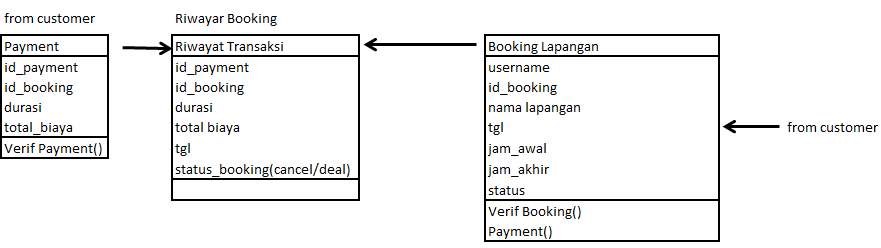 from customer
Payment
id_payment
id_booking
durasi
total_biaya
Verif Payment()
Riwayar Booking
Riwayat Transaksi
id_payment
id_booking
durasi
total biaya
tgl
status_booking(cancel/deal)
Booking Lapangan
username
id_booking
nama lapangan
tgl
jam_awal
jam_akhir
status
Verif Booking()
Payment()
from customer